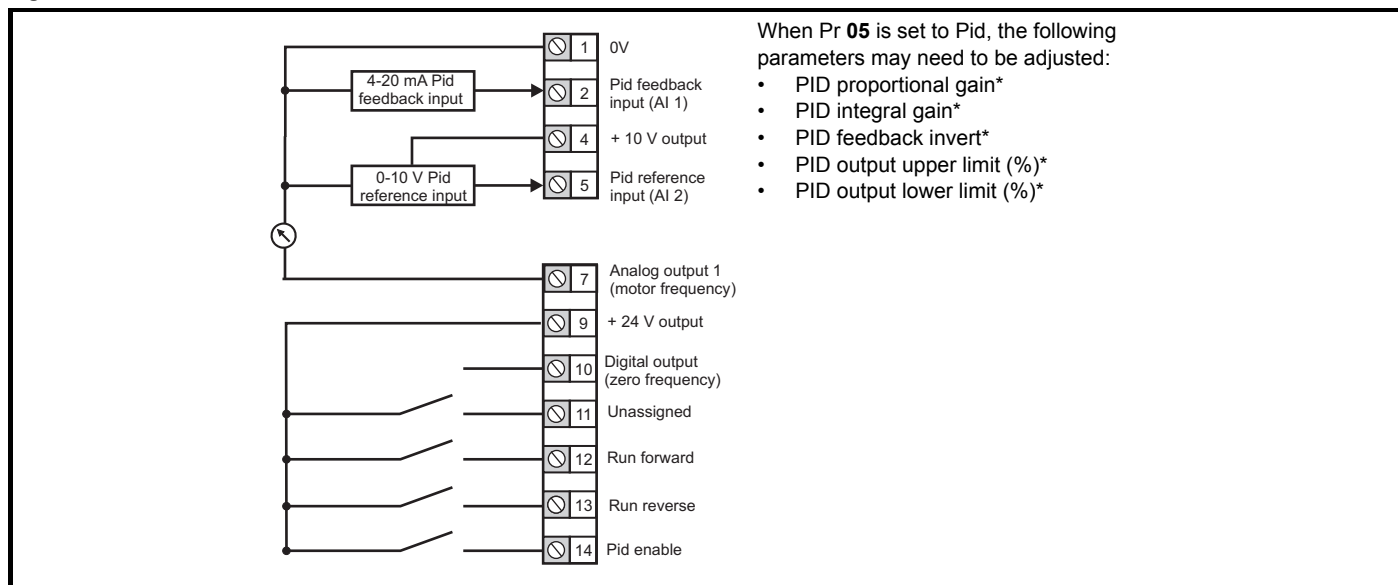 1 0V
4-20 mA Pid
feedback input
2 Pid feedback
input (AI 1)
4 + 10 V output
0-10 V Pid
reference input
5 Pid reference
input (AI 2)
7 Analog output 1
(motor frequency)
9 + 24 V output
10 Digital output
(zero frequency)
11 Unassigned
12 Run forward
13 Run reverse
14 Pid enable
When Pr 05 is set to Pid, the following
parameters may need to be adjusted:
• PID proportional gain*
• PID integral gain*
• PID feedback invert*
• PID output upper limit (%)*
• PID output lower limit (%)*